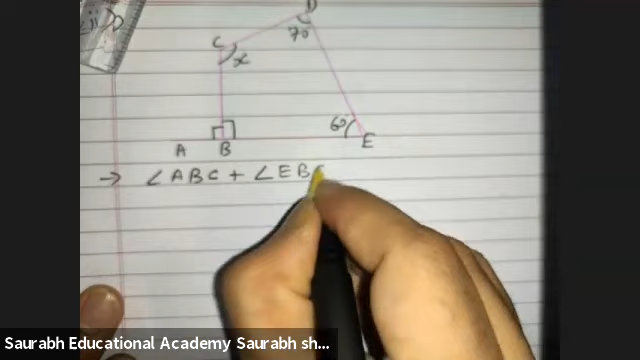 D
C
70
x
60°
A B E
→ ∠ABC + ∠EBC
Saurabh Educational Academy Saurabh sh...